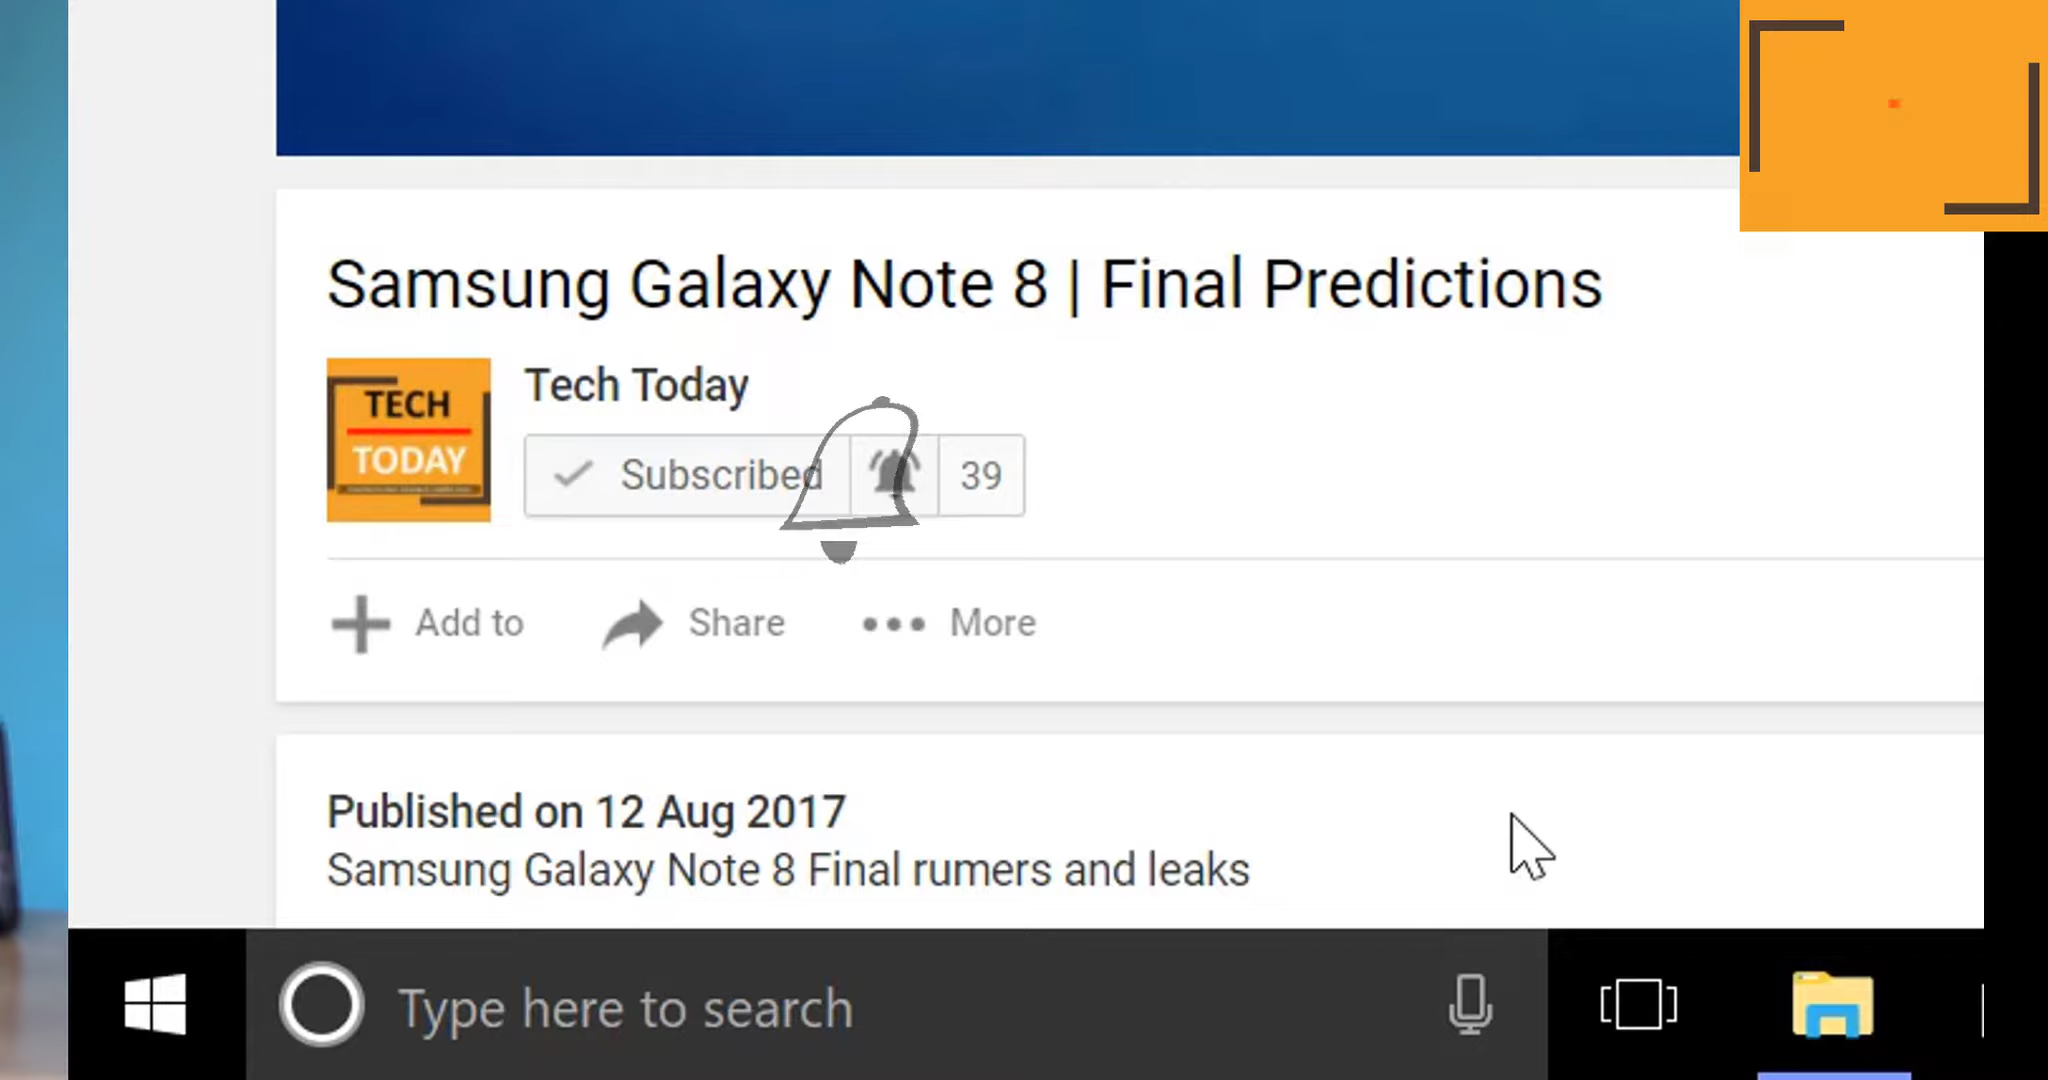 Samsung Galaxy Note 8 | Final Predictions
TECH
TODAY
Tech Today
Subscribed 39
Add to Share More
Published on 12 Aug 2017
Samsung Galaxy Note 8 Final rumers and leaks
Type here to search